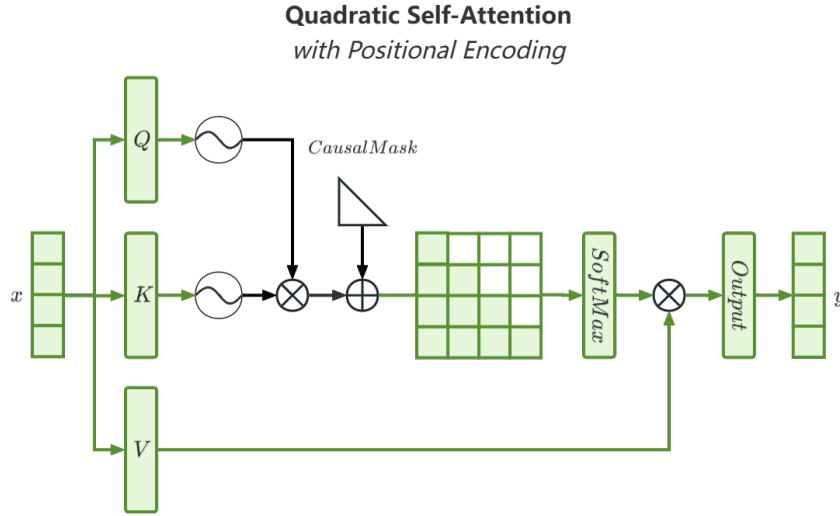 Quadratic Self-Attention
with Positional Encoding
Q
CausalMask
x
K
SoftMax
Output
y
V